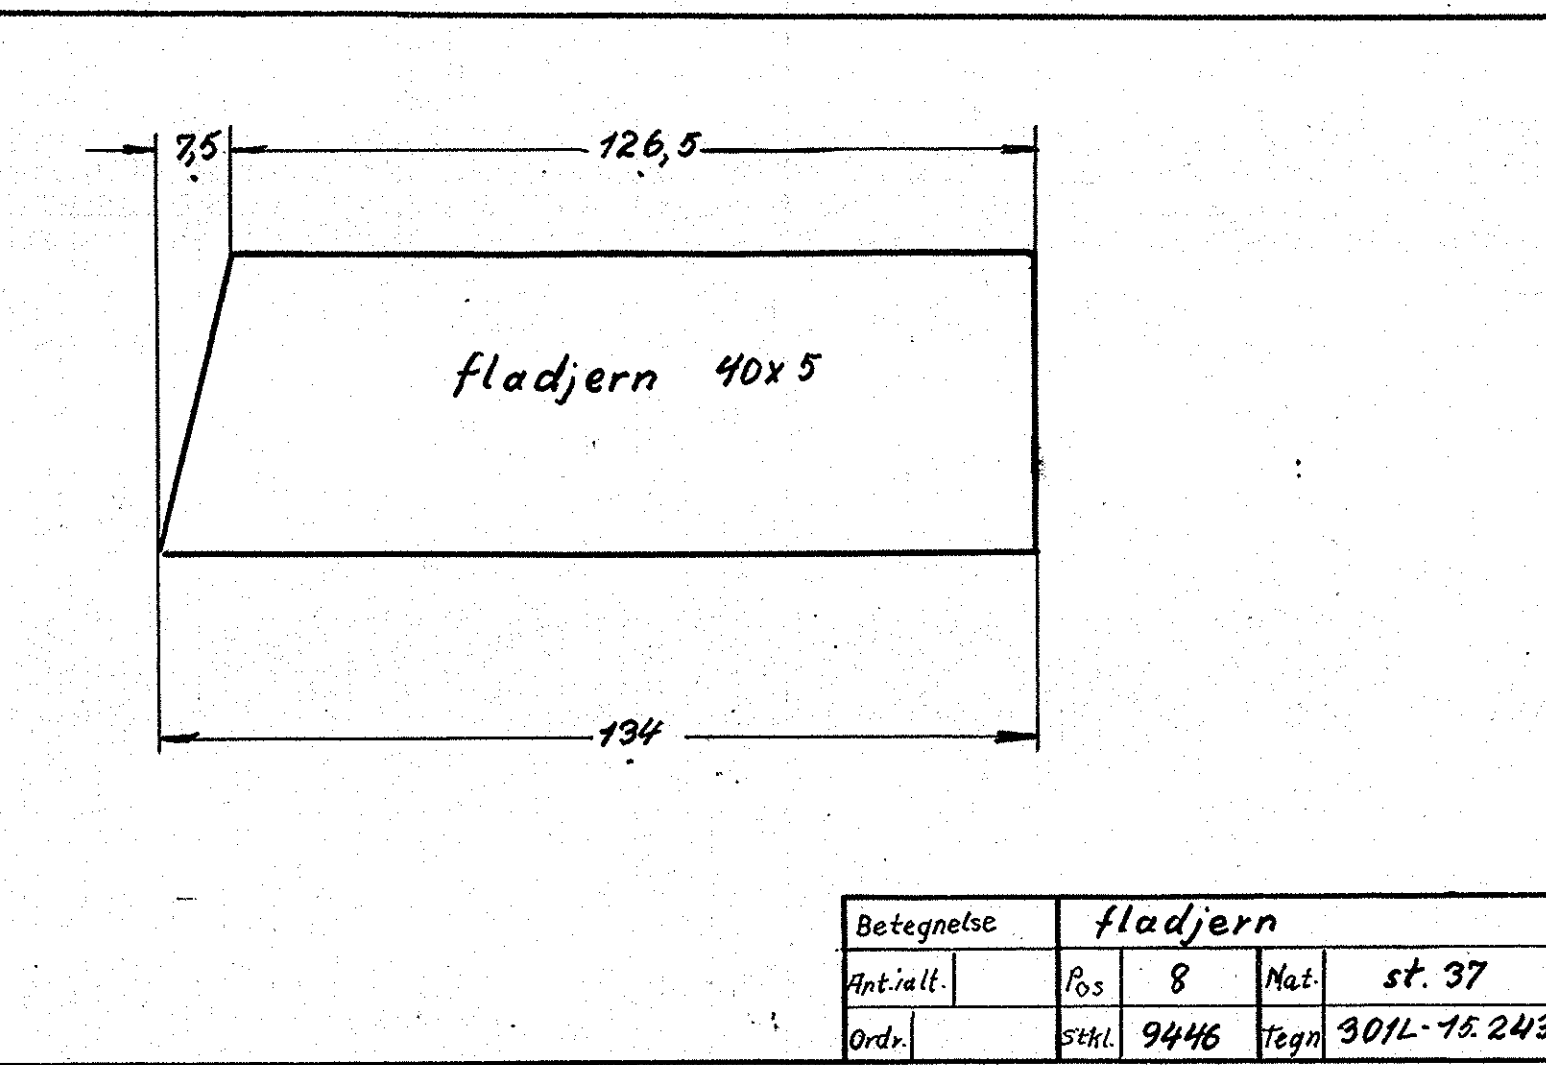 7,5 126,5
fladjern 40x5
134
Betegnelse fladjern
Ant.ialt. Pos 8 Mat. st. 37
Ordr. Stkl. 9446 Tegn 301L-15.243